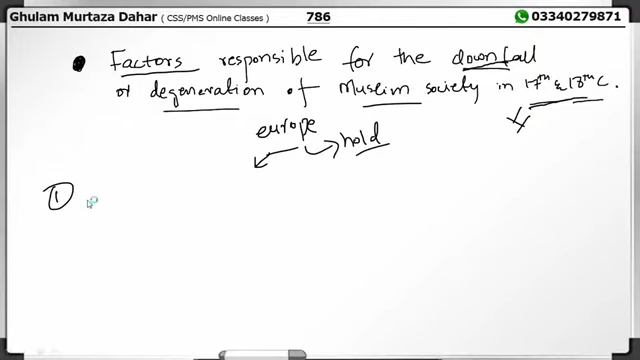 Ghulam Murtaza Dahar ( CSS/PMS Online Classes ) 786 03340279871
Factors responsible for the downfall
or degeneration of Muslim society in 17th & 18th C.
europe
hold
1